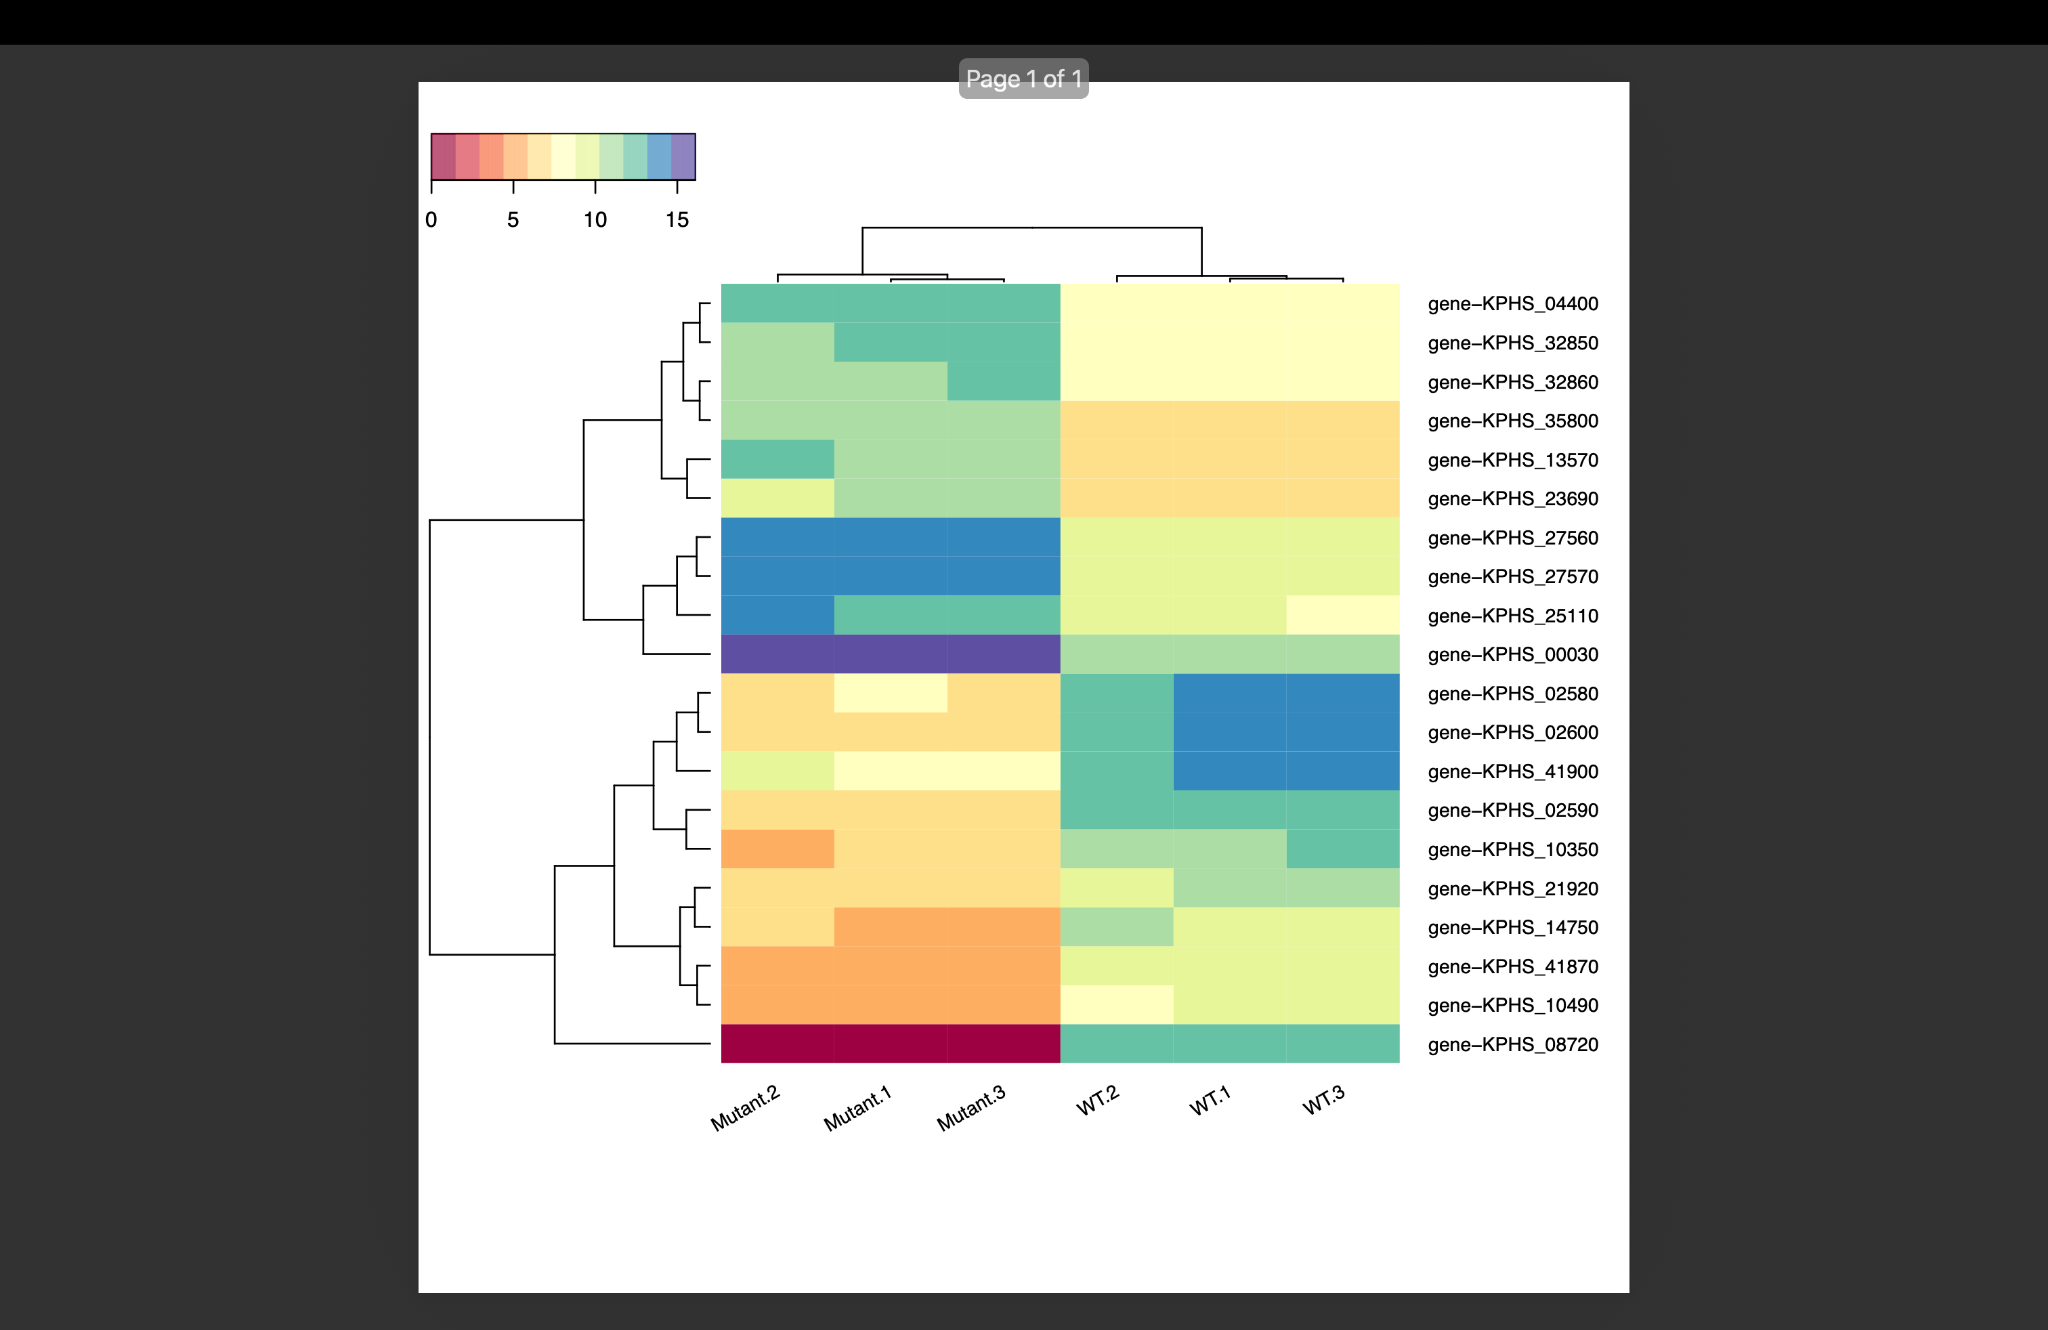 Page 1 of 1
0 5 10 15
gene−KPHS_04400
gene−KPHS_32850
gene−KPHS_32860
gene−KPHS_35800
gene−KPHS_13570
gene−KPHS_23690
gene−KPHS_27560
gene−KPHS_27570
gene−KPHS_25110
gene−KPHS_00030
gene−KPHS_02580
gene−KPHS_02600
gene−KPHS_41900
gene−KPHS_02590
gene−KPHS_10350
gene−KPHS_21920
gene−KPHS_14750
gene−KPHS_41870
gene−KPHS_10490
gene−KPHS_08720
Mutant.2 Mutant.1 Mutant.3 WT.2 WT.1 WT.3